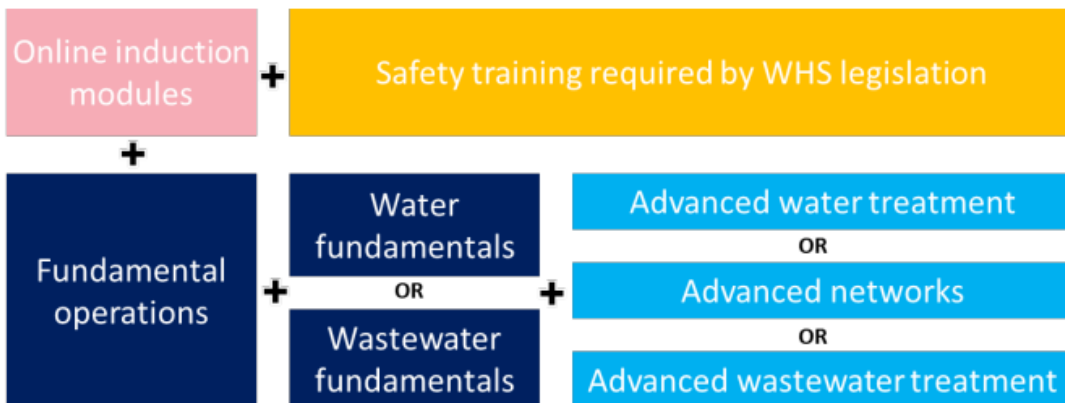 Online induction
modules
+
Safety training required by WHS legislation
+
Fundamental
operations
+
Water
fundamentals
OR
Wastewater
fundamentals
+
Advanced water treatment
OR
Advanced networks
OR
Advanced wastewater treatment